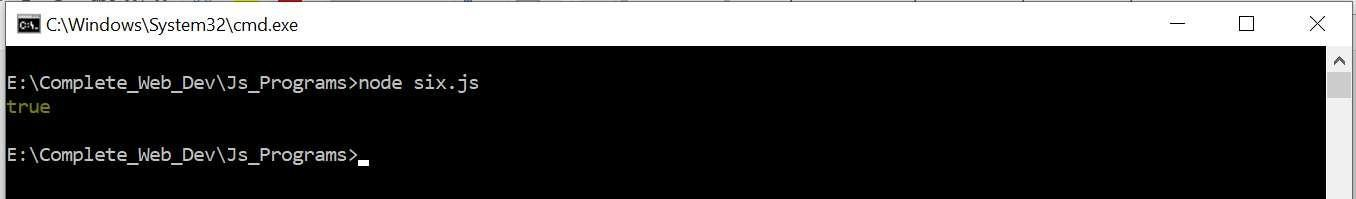 C:\Windows\System32\cmd.exe
E:\Complete_Web_Dev\Js_Programs>node six.js
true
E:\Complete_Web_Dev\Js_Programs>